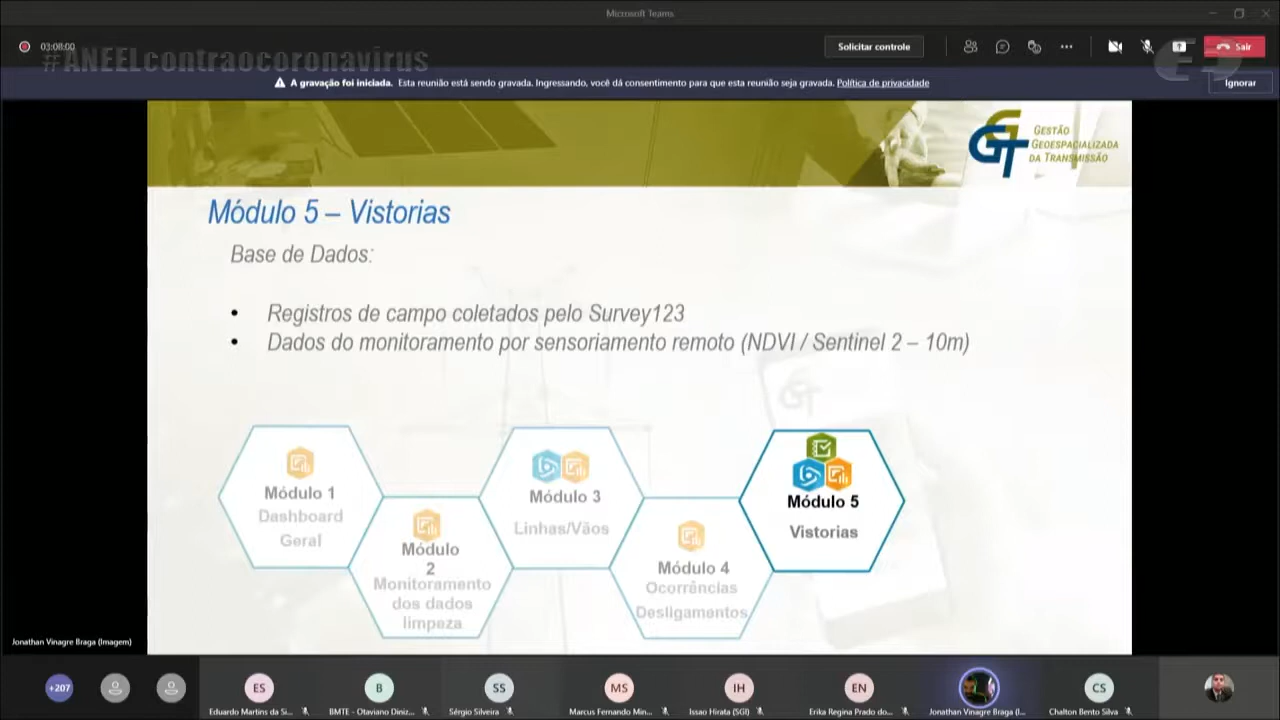 Microsoft Teams
03:08:00
#ANEELcontraocoronavirus
Solicitar controle
Sair
A gravação foi iniciada. Esta reunião está sendo gravada. Ingressando, você dá consentimento para que esta reunião seja gravada. Política de privacidade
Ignorar
GGT
GESTÃO
GEOESPACIALIZADA
DA TRANSMISSÃO
Módulo 5 – Vistorias
Base de Dados:
• Registros de campo coletados pelo Survey123
• Dados do monitoramento por sensoriamento remoto (NDVI / Sentinel 2 – 10m)
Módulo 1
Dashboard
Geral
Módulo
2
Monitoramento
dos dados
limpeza
Módulo 3
Linhas/Vãos
Módulo 4
Ocorrências
Desligamentos
Módulo 5
Vistorias
Jonathan Vinagre Braga (Imagem)
+207
ES
Eduardo Martins da Si...
B
BMTE - Otaviano Diniz...
SS
Sérgio Silveira
MS
Marcus Fernando Min...
IH
Issao Hirata (SGI)
EN
Erika Regina Prado do...
Jonathan Vinagre Braga (I...
CS
Chalton Bento Silva